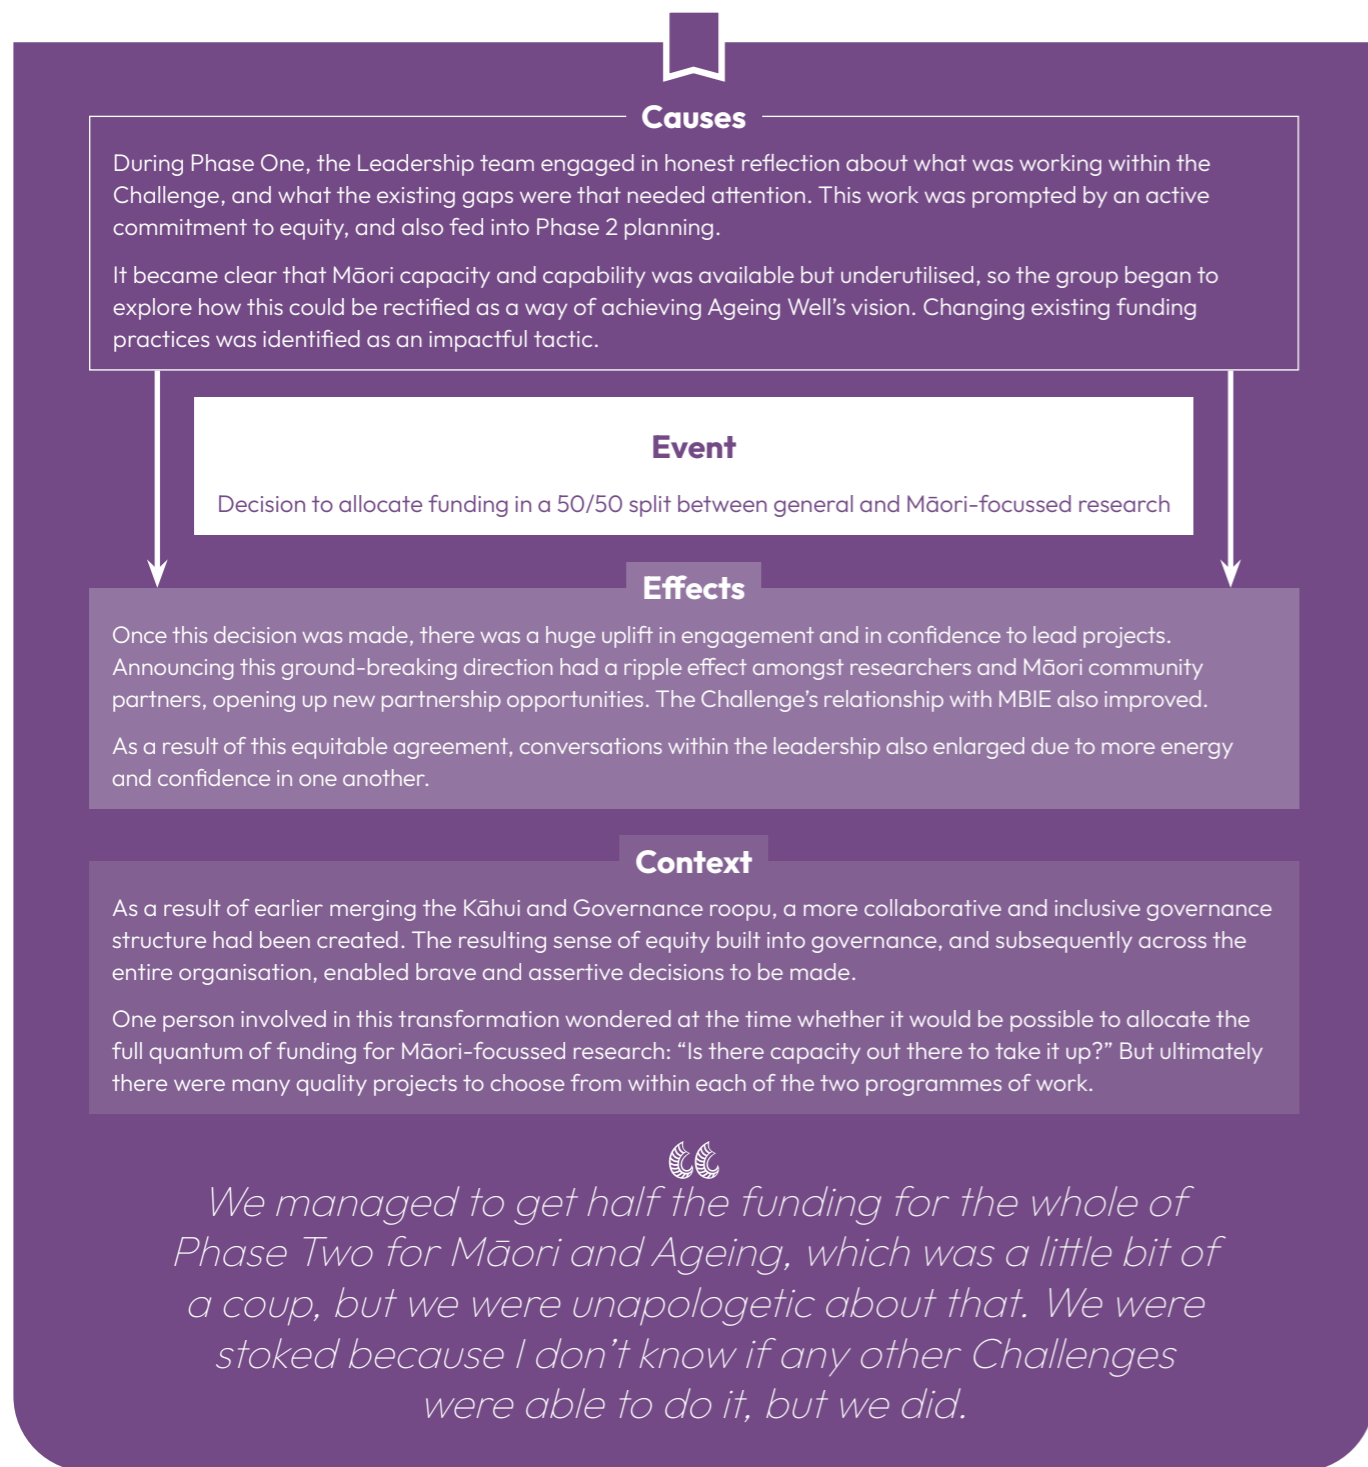 Causes
During Phase One, the Leadership team engaged in honest reflection about what was working within the
Challenge, and what the existing gaps were that needed attention. This work was prompted by an active
commitment to equity, and also fed into Phase 2 planning.
It became clear that Māori capacity and capability was available but underutilised, so the group began to
explore how this could be rectified as a way of achieving Ageing Well’s vision. Changing existing funding
practices was identified as an impactful tactic.
Event
Decision to allocate funding in a 50/50 split between general and Māori-focussed research
Effects
Once this decision was made, there was a huge uplift in engagement and in confidence to lead projects.
Announcing this ground-breaking direction had a ripple effect amongst researchers and Māori community
partners, opening up new partnership opportunities. The Challenge’s relationship with MBIE also improved.
As a result of this equitable agreement, conversations within the leadership also enlarged due to more energy
and confidence in one another.
Context
As a result of earlier merging the Kāhui and Governance roopu, a more collaborative and inclusive governance
structure had been created. The resulting sense of equity built into governance, and subsequently across the
entire organisation, enabled brave and assertive decisions to be made.
One person involved in this transformation wondered at the time whether it would be possible to allocate the
full quantum of funding for Māori-focussed research: “Is there capacity out there to take it up?” But ultimately
there were many quality projects to choose from within each of the two programmes of work.
We managed to get half the funding for the whole of
Phase Two for Māori and Ageing, which was a little bit of
a coup, but we were unapologetic about that. We were
stoked because I don’t know if any other Challenges
were able to do it, but we did.